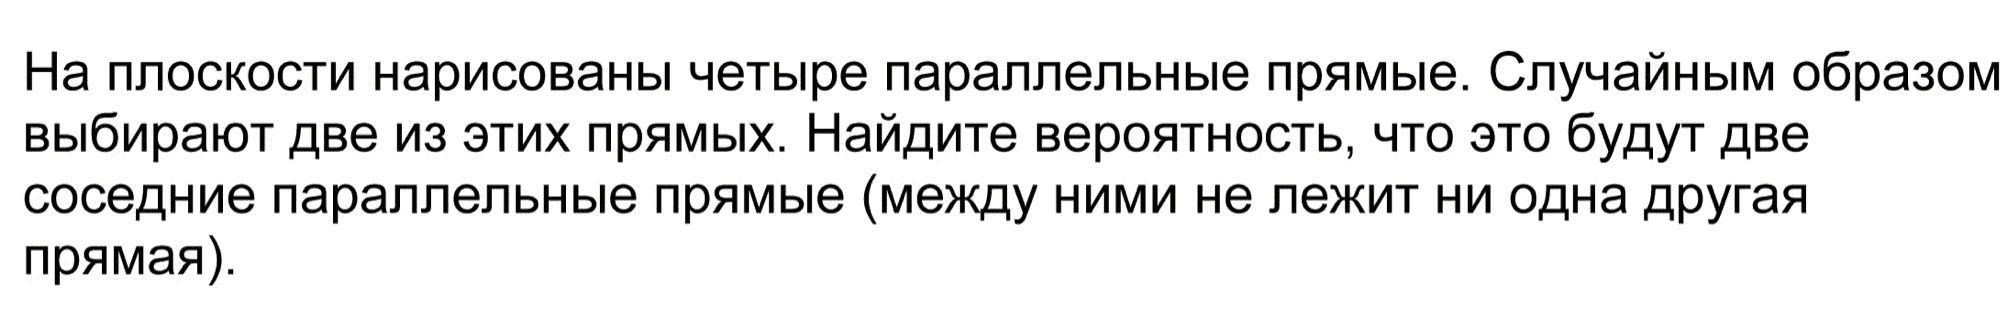 На плоскости нарисованы четыре параллельные прямые. Случайным образом
выбирают две из этих прямых. Найдите вероятность, что это будут две
соседние параллельные прямые (между ними не лежит ни одна другая
прямая).